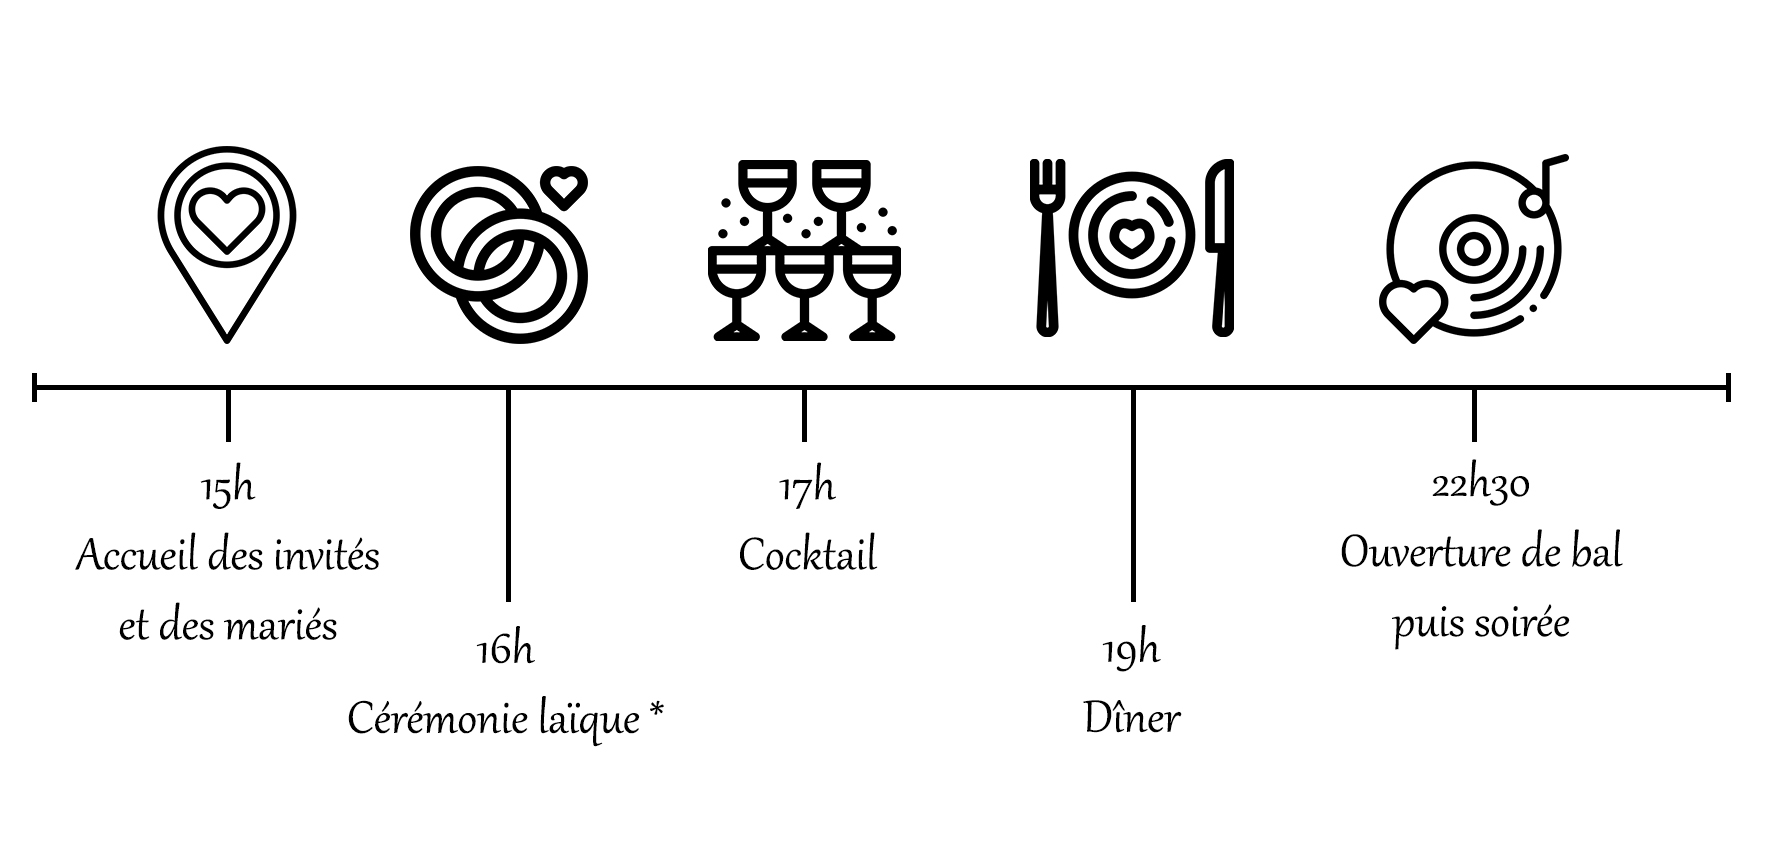 15h
Accueil des invités
et des mariés
16h
Cérémonie laïque *
17h
Cocktail
19h
Dîner
22h30
Ouverture de bal
puis soirée